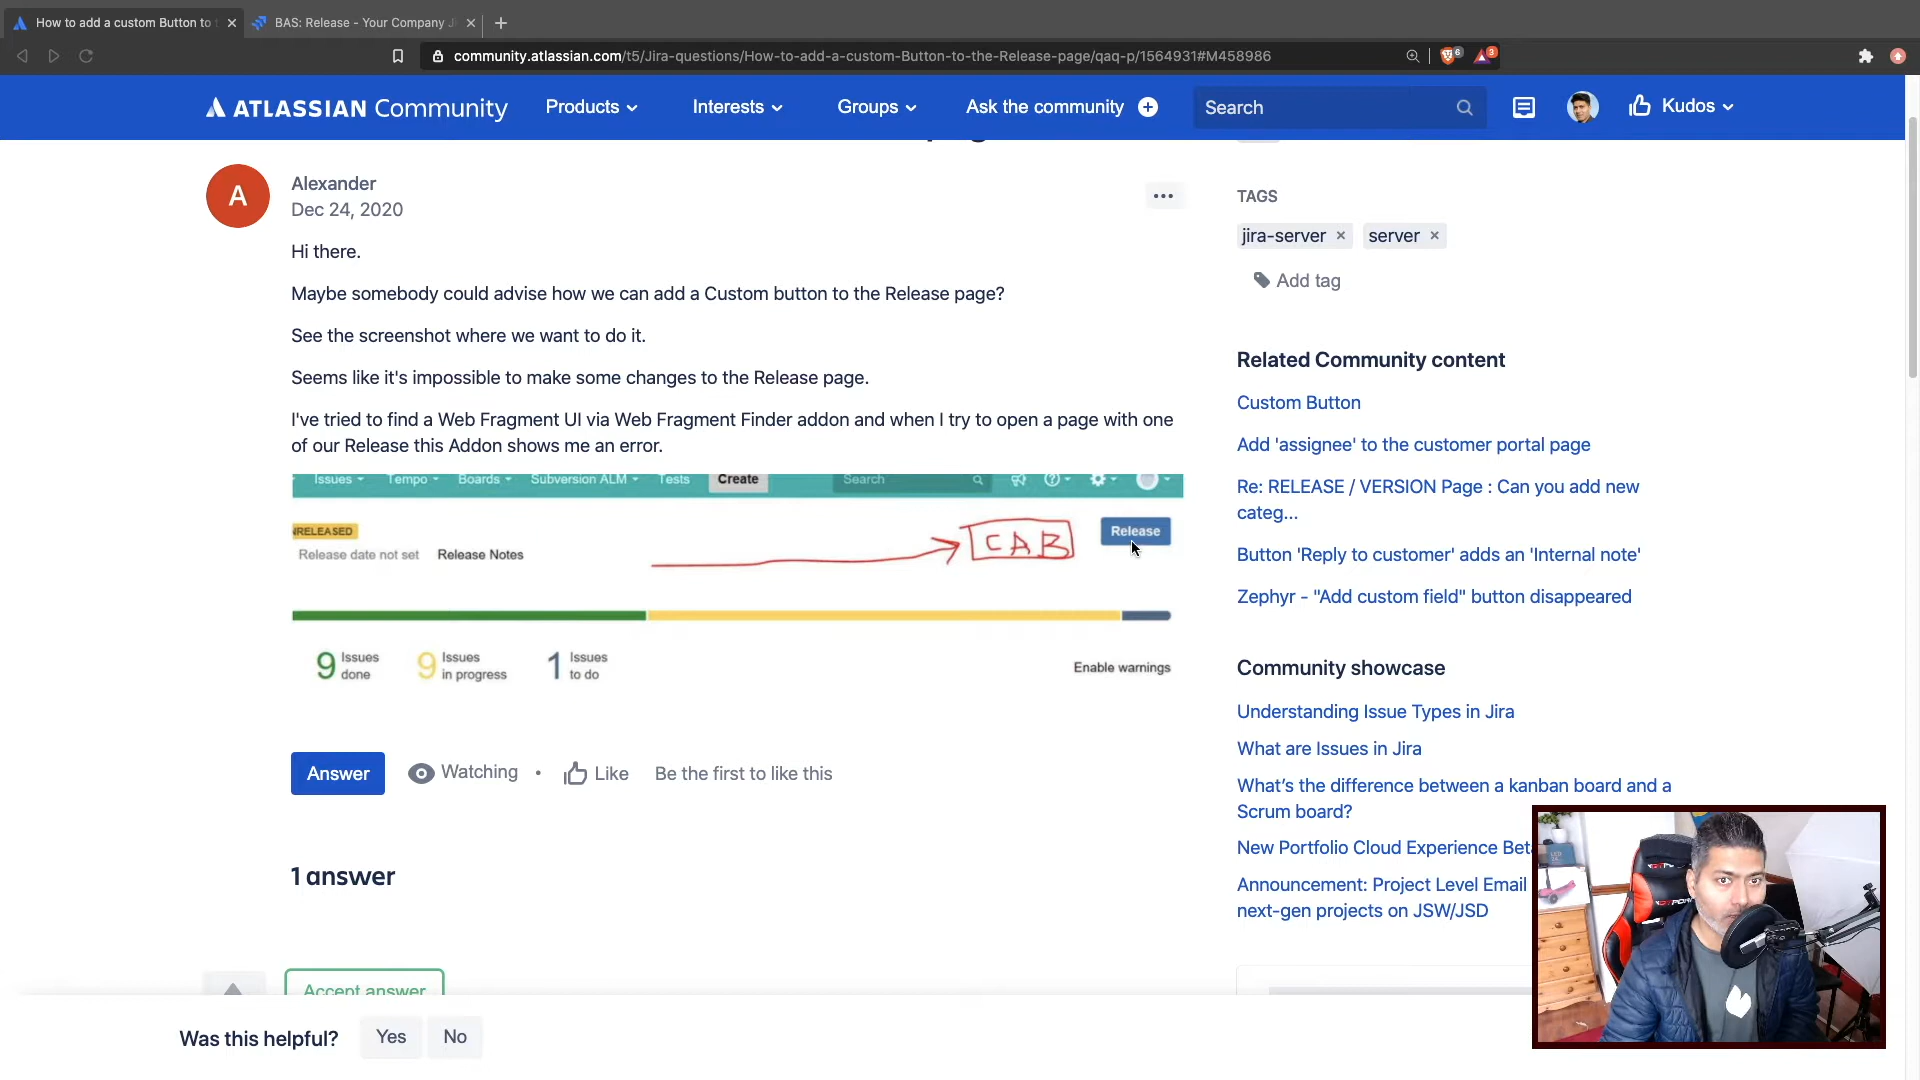 How to add a custom Button to
BAS: Release - Your Company
community.atlassian.com/t5/Jira-questions/How-to-add-a-custom-Button-to-the-Release-page/qaq-p/1564931#M458986
6
3
ATLASSIAN Community
Products
Interests
Groups
Ask the community
Search
Kudos
A
Alexander
Dec 24, 2020
Hi there.
Maybe somebody could advise how we can add a Custom button to the Release page?
See the screenshot where we want to do it.
Seems like it's impossible to make some changes to the Release page.
I've tried to find a Web Fragment UI via Web Fragment Finder addon and when I try to open a page with one
of our Release this Addon shows me an error.
Issues Tempo Boards Subversion ALM Tests Create Search
NRELEASED
CAB
Release
Release date not set Release Notes
9 Issues done
9 Issues in progress
1 Issues to do
Enable warnings
Answer
Watching • Like Be the first to like this
1 answer
Accept answer
Was this helpful? Yes No
TAGS
jira-server × server ×
Add tag
Related Community content
Custom Button
Add 'assignee' to the customer portal page
Re: RELEASE / VERSION Page : Can you add new
categ...
Button 'Reply to customer' adds an 'Internal note'
Zephyr - "Add custom field" button disappeared
Community showcase
Understanding Issue Types in Jira
What are Issues in Jira
What's the difference between a kanban board and a
Scrum board?
New Portfolio Cloud Experience
Announcement: Project Level Email
next-gen projects on JSW/JSD